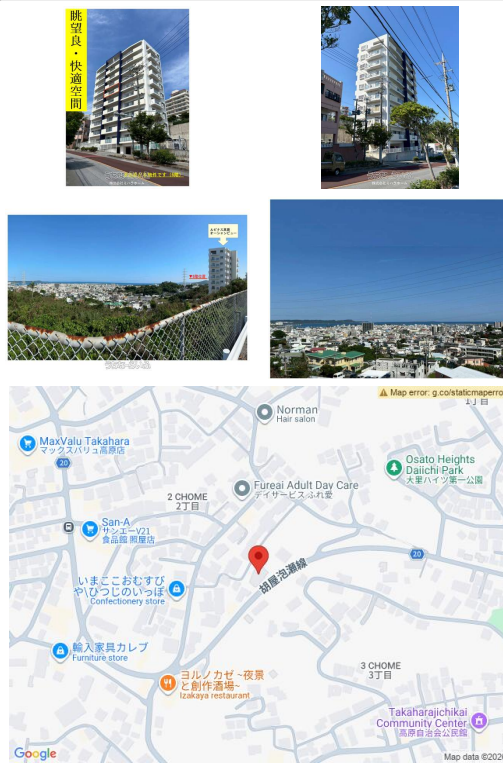 眺望良・快適空間
Norman
Hair salon
1丁目
Map error: g.co/staticmaperro
MaxValu Takahara
マックスバリュ高原店
20
Osato Heights
Daiichi Park
大里ハイツ第一公園
Fureai Adult Day Care
デイサービス ふれ愛
2 CHOME
2丁目
San-A
サンエーV21
食品館 照屋店
20
胡屋泡瀬線
いまここおむすび
や\ひつじのいっぽ
Confectionery store
輸入家具カレブ
Furniture store
ヨルノカゼ ~夜景
と創作酒場~
Izakaya restaurant
3 CHOME
3丁目
Takaharajichikai
Community Center
高原自治会公民館
Google
Map data ©2026